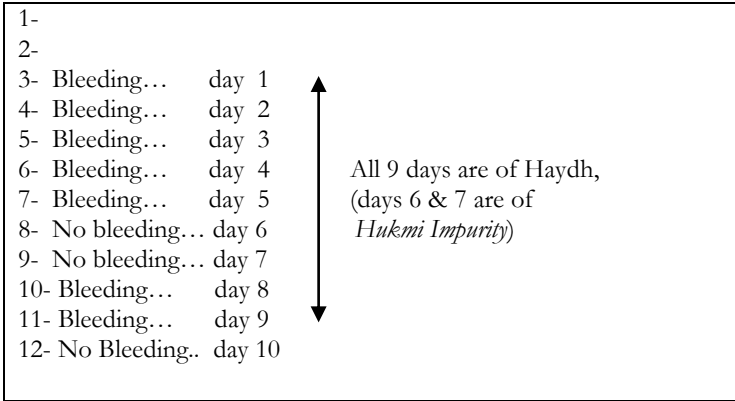 1-
2-
3- Bleeding… day 1
4- Bleeding… day 2
5- Bleeding… day 3
6- Bleeding… day 4 All 9 days are of Haydh,
7- Bleeding… day 5 (days 6 & 7 are of
8- No bleeding… day 6 Hukmi Impurity)
9- No bleeding… day 7
10- Bleeding… day 8
11- Bleeding… day 9
12- No Bleeding.. day 10